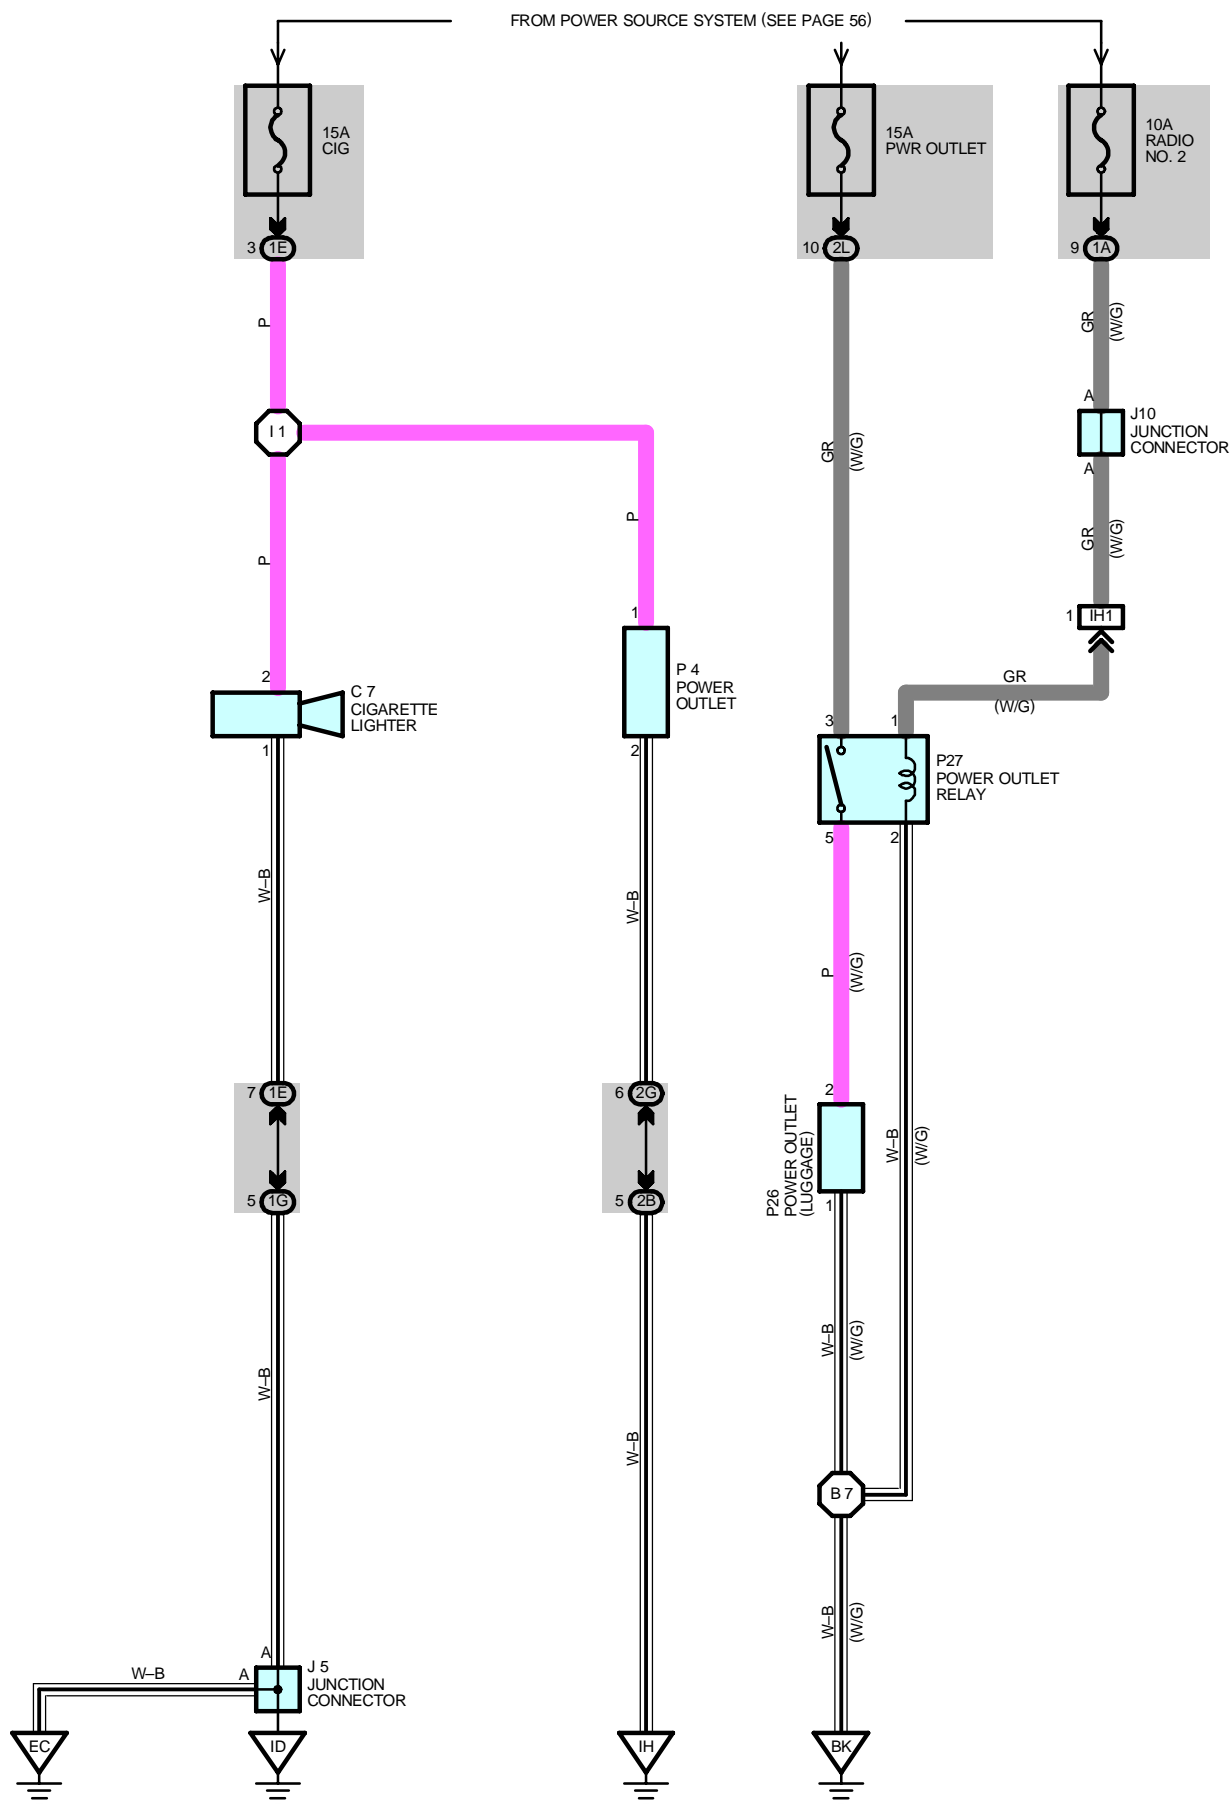 FROM POWER SOURCE SYSTEM (SEE PAGE 56)
15A
CIG
15A
PWR OUTLET
10A
RADIO
NO. 2
3 1E
10 2L
9 1A
P
GR
(W/G)
A
J10
JUNCTION
CONNECTOR
A
I 1
GR
(W/G)
P
GR
(W/G)
P
1 IH1
1
P 4
POWER
OUTLET
2
C 7
CIGARETTE
LIGHTER
1
2
GR
(W/G)
3
1
P27
POWER OUTLET
RELAY
5
2
W–B
W–B
P
(W/G)
2
P26
POWER OUTLET
(LUGGAGE)
1
W–B
(W/G)
7 1E
6 2G
5 1G
5 2B
W–B
W–B
W–B
(W/G)
B 7
W–B
(W/G)
A
J 5
JUNCTION
CONNECTOR
W–B
A
EC
ID
IH
BK